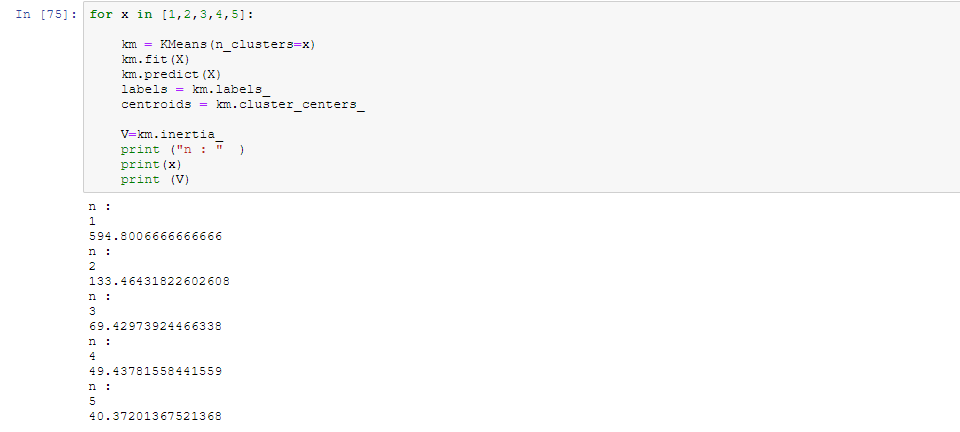 In [75]: for x in [1,2,3,4,5]:
km = KMeans(n_clusters=x)
km.fit(X)
km.predict(X)
labels = km.labels_
centroids = km.cluster_centers_
V=km.inertia_
print ("n : "  )
print(x)
print (V)
n :
1
594.8006666666666
n :
2
133.46431822602608
n :
3
69.42973924466338
n :
4
49.43781558441559
n :
5
40.37201367521368